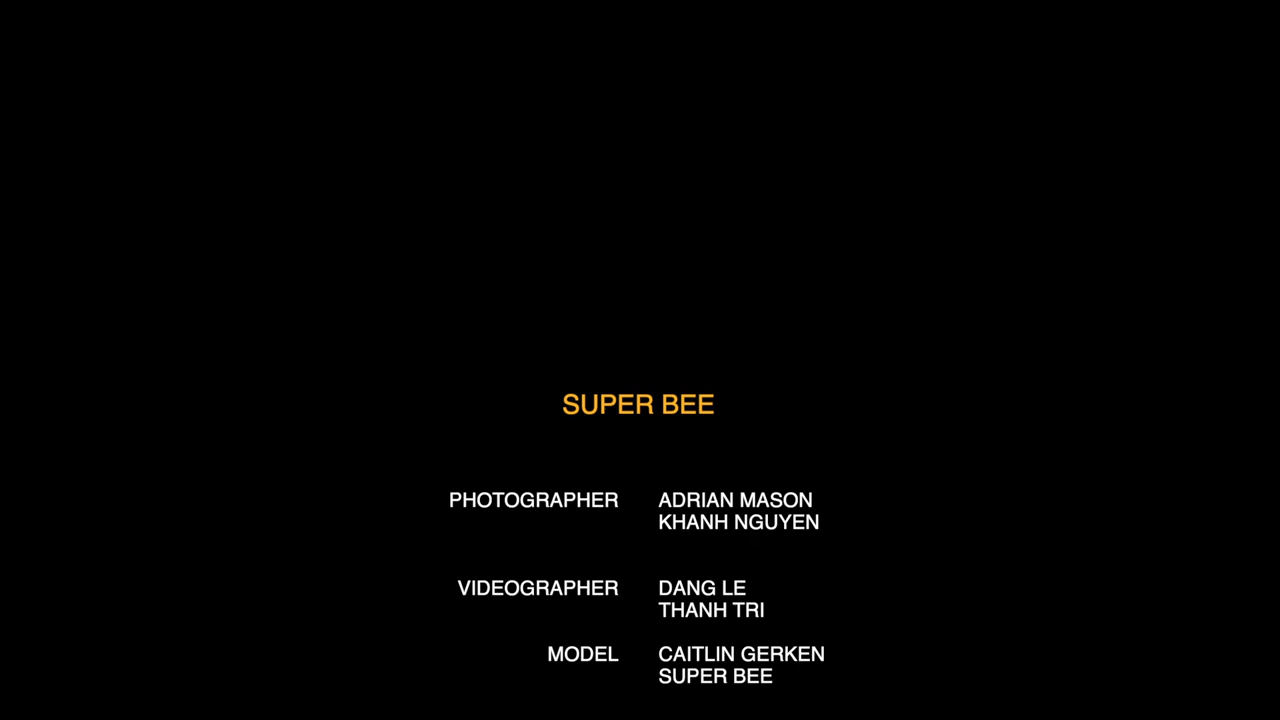 SUPER BEE
PHOTOGRAPHER ADRIAN MASON
KHANH NGUYEN
VIDEOGRAPHER DANG LE
THANH TRI
MODEL CAITLIN GERKEN
SUPER BEE